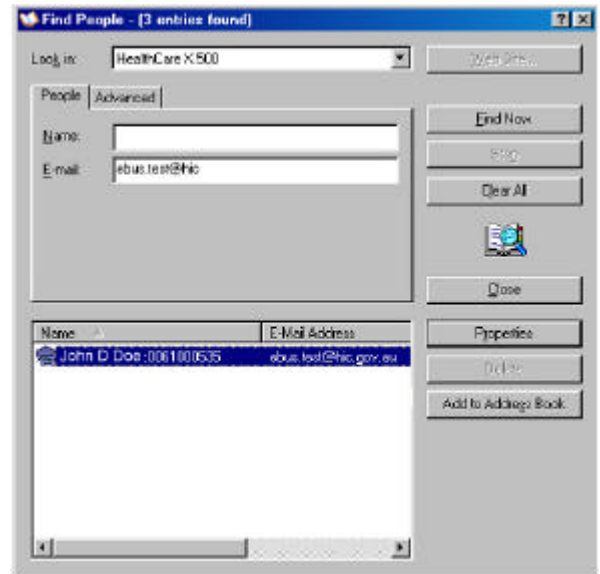 Find People - (3 entries found)
Look in: HealthCare X.500
Web Site...
People Advanced
Find Now
Name:
Stop
E-mail: ebus.test@hic
Clear All
Close
Name E-Mail Address
Properties
John D Doe :0061000535 ebus.test@hic.gov.au
Delete
Add to Address Book